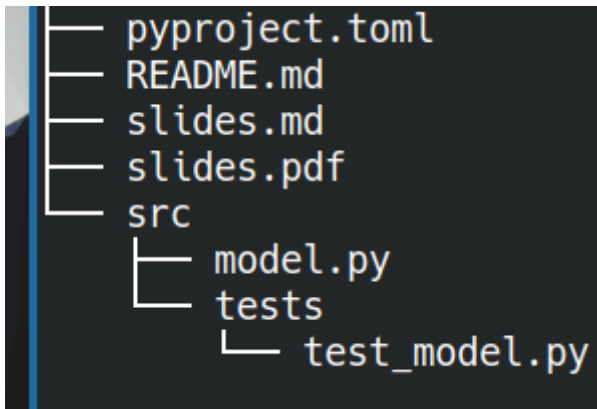 pyproject.toml
README.md
slides.md
slides.pdf
src
model.py
tests
test_model.py